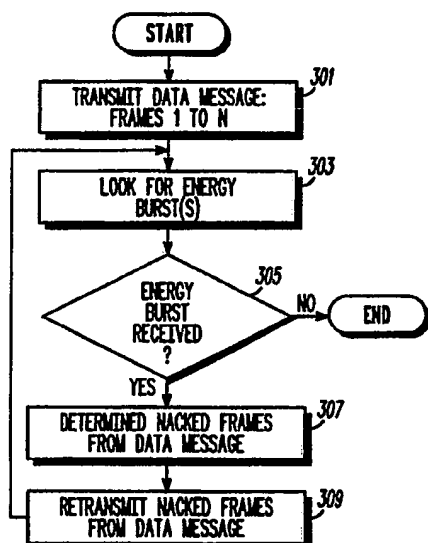 START
301
TRANSMIT DATA MESSAGE:
FRAMES 1 TO N
303
LOOK FOR ENERGY
BURST(S)
305
ENERGY
BURST
RECEIVED
?
NO
END
YES
307
DETERMINED NACKED FRAMES
FROM DATA MESSAGE
309
RETRANSMIT NACKED FRAMES
FROM DATA MESSAGE